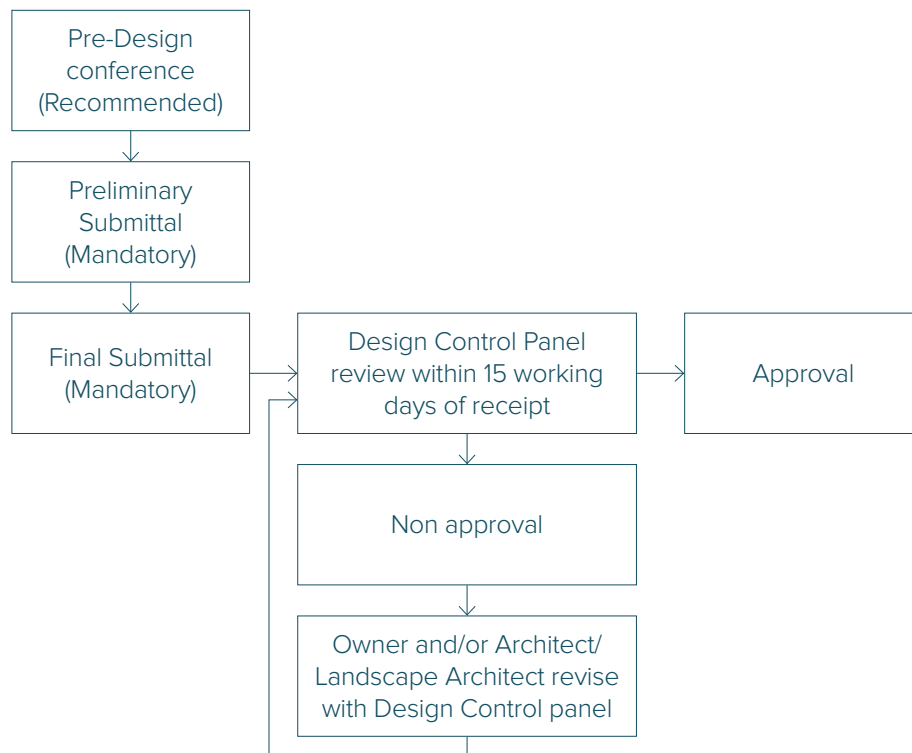 Pre-Design
conference
(Recommended)
Preliminary
Submittal
(Mandatory)
Final Submittal
(Mandatory)
Design Control Panel
review within 15 working
days of receipt
Approval
Non approval
Owner and/or Architect/
Landscape Architect revise
with Design Control panel